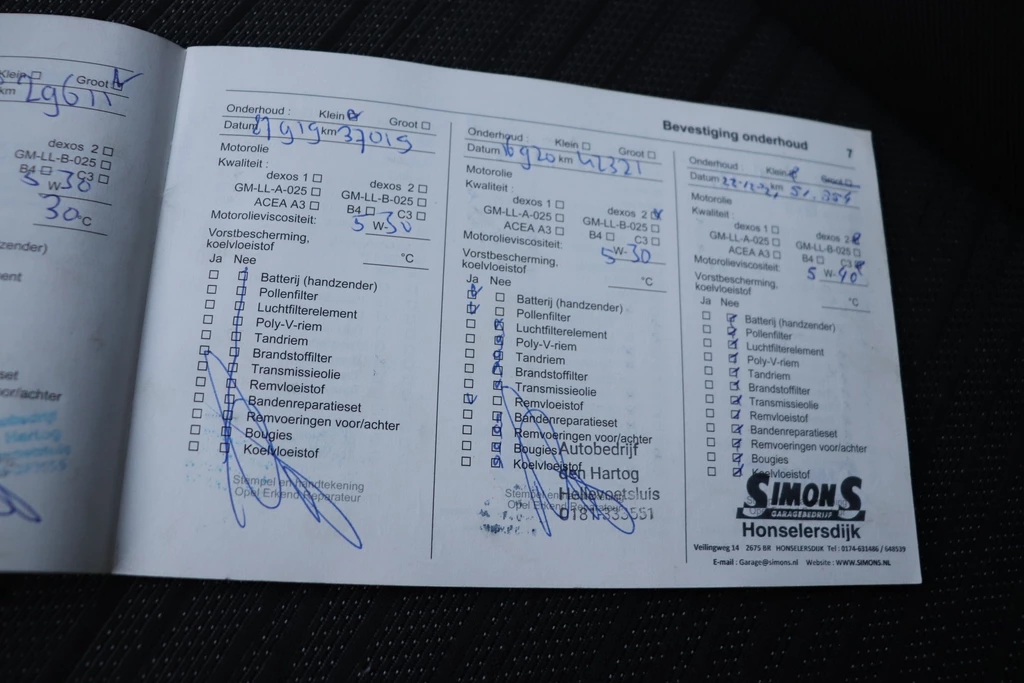 Klein ☐ Groot ☑
km 29611
dexos 2 ☐
GM-LL-B-025 ☐
B4 ☐ C3 ☐
5 W- 30
30 °C
Bevestiging onderhoud 7
Onderhoud : Klein ☑ Groot ☐
Datum km 37015
Motorolie
Kwaliteit :
dexos 1 ☐ dexos 2 ☐
GM-LL-A-025 ☐ GM-LL-B-025 ☐
ACEA A3 ☐ B4 ☐ C3 ☐
Motorolieviscositeit: 5 W- 30
Vorstbescherming,
koelvloeistof °C
Ja Nee
Batterij (handzender)
Pollenfilter
Luchtfilterelement
Poly-V-riem
Tandriem
Brandstoffilter
Transmissieolie
Remvloeistof
Bandenreparatieset
Remvoeringen voor/achter
Bougies
Koelvloeistof
Stempel en handtekening
Opel Erkend Reparateur
Onderhoud : Klein ☐ Groot ☐
Datum km 42321
Motorolie
Kwaliteit :
dexos 1 ☐ dexos 2 ☑
GM-LL-A-025 ☐ GM-LL-B-025 ☐
ACEA A3 ☐ B4 ☐ C3 ☐
Motorolieviscositeit: 5 W- 30
Vorstbescherming,
koelvloeistof °C
Ja Nee
Batterij (handzender)
Pollenfilter
Luchtfilterelement
Poly-V-riem
Tandriem
Brandstoffilter
Transmissieolie
Remvloeistof
Bandenreparatieset
Remvoeringen voor/achter
Bougies
Koelvloeistof
Autobedrijf
den Hartog
Hellevoetsluis
Onderhoud : Klein ☑ Groot ☐
Datum km 51.254
Motorolie
Kwaliteit :
dexos 1 ☐ dexos 2 ☑
GM-LL-A-025 ☐ GM-LL-B-025 ☐
ACEA A3 ☐ B4 ☐ C3 ☑
Motorolieviscositeit: 5 W- 40
Vorstbescherming,
koelvloeistof °C
Ja Nee
Batterij (handzender)
Pollenfilter
Luchtfilterelement
Poly-V-riem
Tandriem
Brandstoffilter
Transmissieolie
Remvloeistof
Bandenreparatieset
Remvoeringen voor/achter
Bougies
Koelvloeistof
SIMONS
GARAGEBEDRIJF
Honselersdijk
Veilingweg 14 2675 BR HONSELERSDIJK Tel : 0174-631486 / 648539
E-mail : Garage@simons.nl Website : WWW.SIMONS.NL